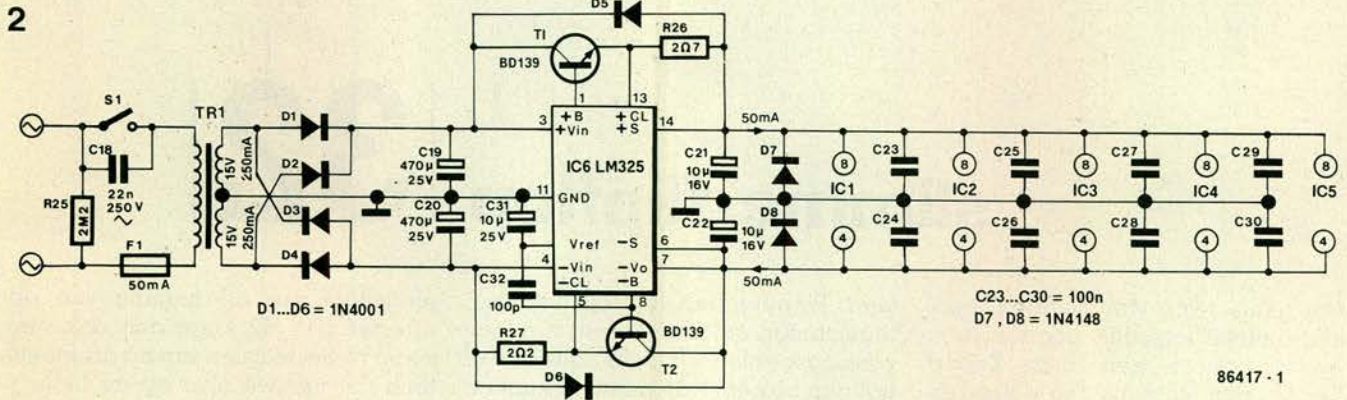 2
D5
T1
R26
2Ω7
BD139
S1
TR1
D1
1
13
+B
+CL
3
+Vin
+S
14
50mA
C18
22n
250V
R25
2M2
15V
250mA
15V
250mA
D2
D3
D4
C19
470µ
25V
IC6 LM325
C21
10µ
16V
D7
8
IC1
C23
8
IC2
C25
8
IC3
C27
8
IC4
C29
8
IC5
11
GND
C20
470µ
25V
C31
10µ
25V
D8
C22
10µ
16V
C24
C26
C28
C30
Vref
-S
6
4
4
4
4
4
F1
50mA
4
-Vin
-Vo
7
50mA
-CL
-B
C32
100p
5
8
D1...D6 = 1N4001
C23...C30 = 100n
D7, D8 = 1N4148
R27
2Ω2
BD139
T2
D6
86417 - 1